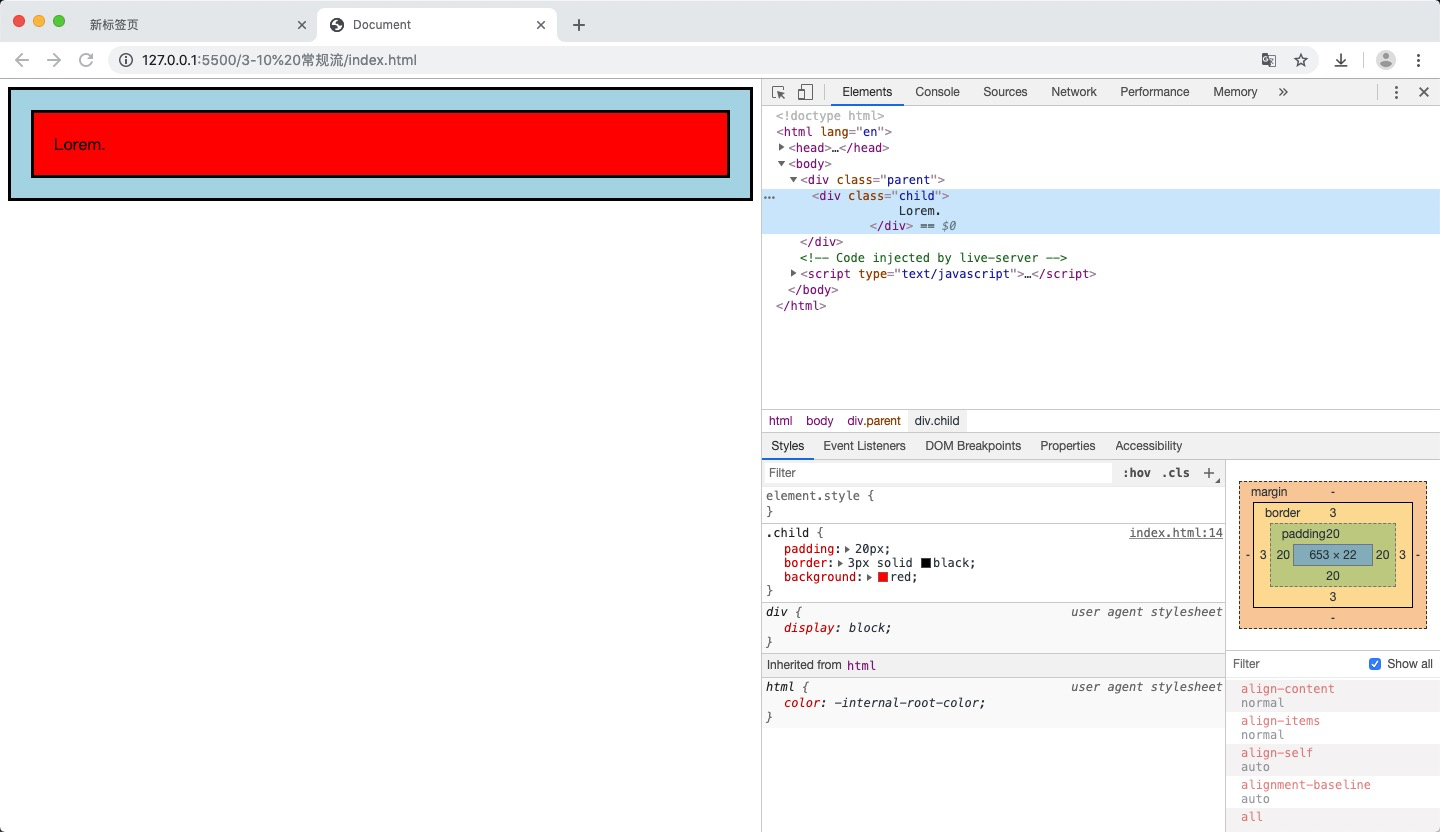 新标签页
Document
127.0.0.1:5500/3-10%20常规流/index.html
Lorem.
Elements Console Sources Network Performance Memory
<!doctype html>
<html lang="en">
<head>…</head>
<body>
<div class="parent">
<div class="child">
Lorem.
</div> == $0
</div>
<!-- Code injected by live-server -->
<script type="text/javascript">…</script>
</body>
</html>
html body div.parent div.child
Styles Event Listeners DOM Breakpoints Properties Accessibility
Filter :hov .cls
element.style {
}
.child { index.html:14
padding: 20px;
border: 3px solid black;
background: red;
}
div { user agent stylesheet
display: block;
}
Inherited from html
html { user agent stylesheet
color: -internal-root-color;
}
margin -
border 3
padding20
- 3 20 653 × 22 20 3 -
20
3
-
Filter Show all
align-content
normal
align-items
normal
align-self
auto
alignment-baseline
auto
all